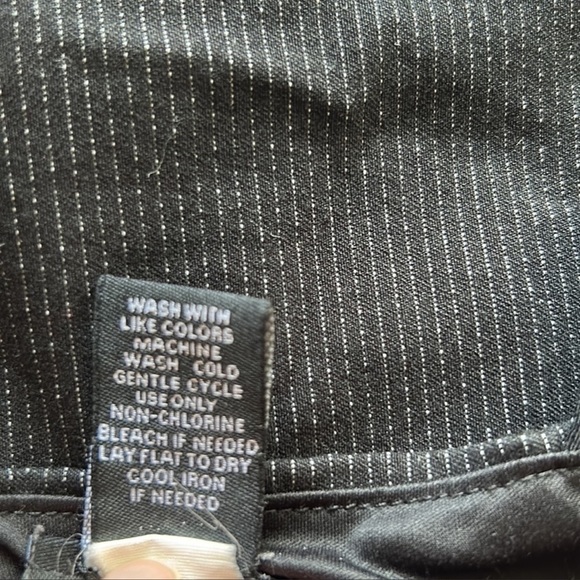 WASH WITH
LIKE COLORS
MACHINE
WASH COLD
GENTLE CYCLE
USE ONLY
NON-CHLORINE
BLEACH IF NEEDED
LAY FLAT TO DRY
COOL IRON
IF NEEDED